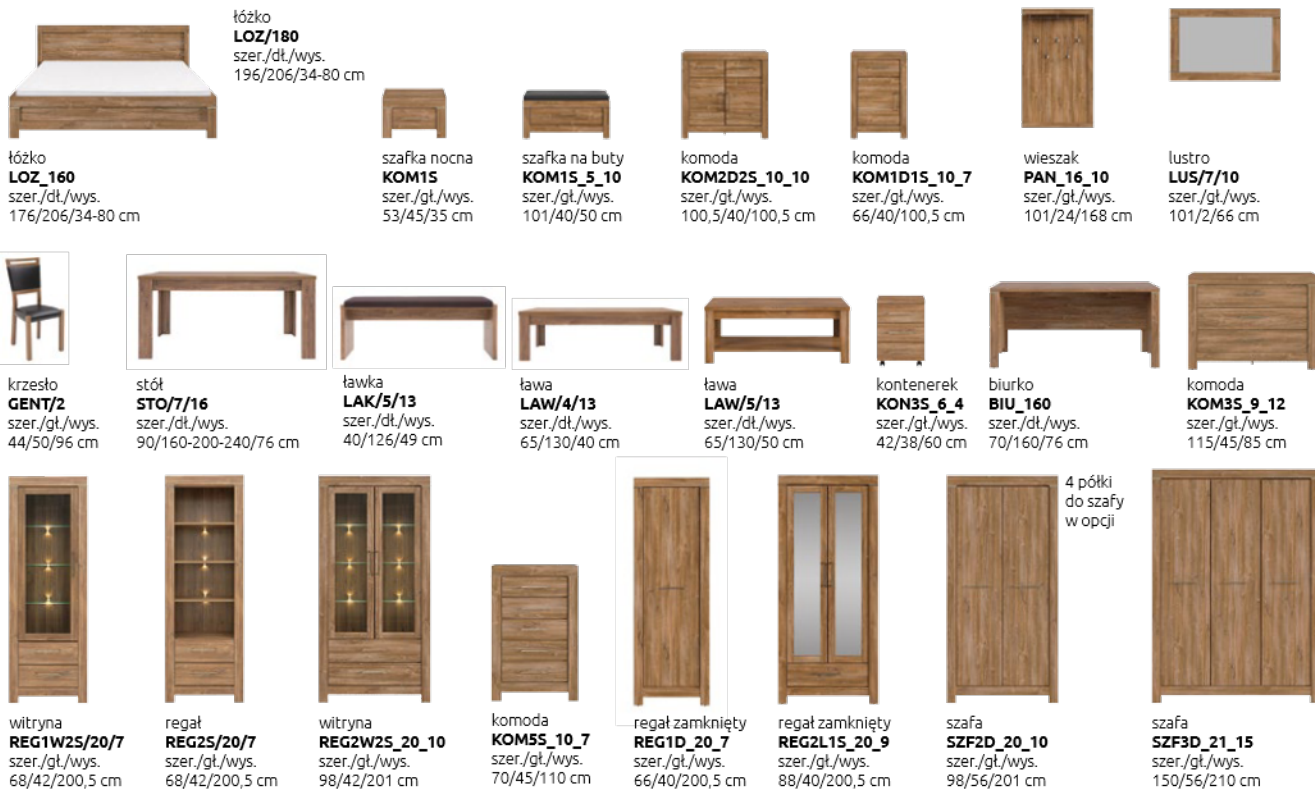 łóżko
LOZ/180
szer./dł./wys.
196/206/34-80 cm
łóżko
LOZ_160
szer./dł./wys.
176/206/34-80 cm
szafka nocna
KOM1S
szer./gł./wys.
53/45/35 cm
szafka na buty
KOM1S_5_10
szer./gł./wys.
101/40/50 cm
komoda
KOM2D2S_10_10
szer./gł./wys.
100,5/40/100,5 cm
komoda
KOM1D1S_10_7
szer./gł./wys.
66/40/100,5 cm
wieszak
PAN_16_10
szer./gł./wys.
101/24/168 cm
lustro
LUS/7/10
szer./gł./wys.
101/2/66 cm
krzesło
GENT/2
szer./gł./wys.
44/50/96 cm
stół
STO/7/16
szer./dł./wys.
90/160-200-240/76 cm
ławka
LAK/5/13
szer./dł./wys.
40/126/49 cm
ława
LAW/4/13
szer./dł./wys.
65/130/40 cm
ława
LAW/5/13
szer./dł./wys.
65/130/50 cm
kontenerek
KON3S_6_4
szer./gł./wys.
42/38/60 cm
biurko
BIU_160
szer./dł./wys.
70/160/76 cm
komoda
KOM3S_9_12
szer./gł./wys.
115/45/85 cm
witryna
REG1W2S/20/7
szer./gł./wys.
68/42/200,5 cm
regał
REG2S/20/7
szer./gł./wys.
68/42/200,5 cm
witryna
REG2W2S_20_10
szer./gł./wys.
98/42/201 cm
komoda
KOM5S_10_7
szer./gł./wys.
70/45/110 cm
regał zamknięty
REG1D_20_7
szer./gł./wys.
66/40/200,5 cm
regał zamknięty
REG2L1S_20_9
szer./gł./wys.
88/40/200,5 cm
4 półki
do szafy
w opcji
szafa
SZF2D_20_10
szer./gł./wys.
98/56/201 cm
szafa
SZF3D_21_15
szer./gł./wys.
150/56/210 cm